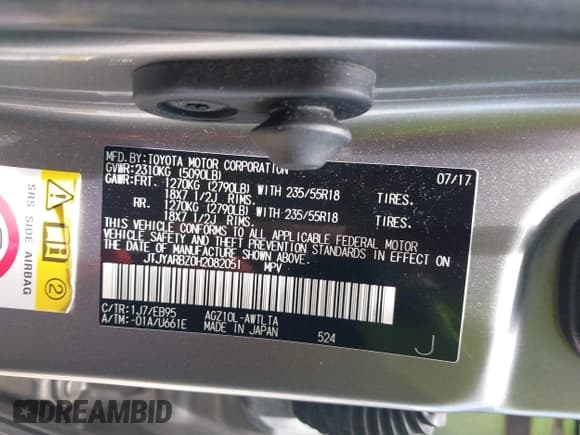 MFD.BY:TOYOTA MOTOR CORPORATION 07/17
GVWR:2310KG (5090LB)
GAWR:FRT. 1270KG (2790LB) WITH 235/55R18 TIRES.
18X7 1/2J RIMS.
RR. 1270KG (2790LB) WITH 235/55R18 TIRES.
18X7 1/2J RIMS.
THIS VEHICLE CONFORMS TO ALL APPLICABLE FEDERAL MOTOR
VEHICLE SAFETY AND THEFT PREVENTION STANDARDS IN EFFECT ON
THE DATE OF MANUFACTURE SHOWN ABOVE.
JTJYARBZ0H2082051 MPV
C/TR:1J7/EB95 AGZ10L-AWTLTA
A/TM:-01A/U661E MADE IN JAPAN 524
J
SRS SIDE AIRBAG
2
DREAMBID